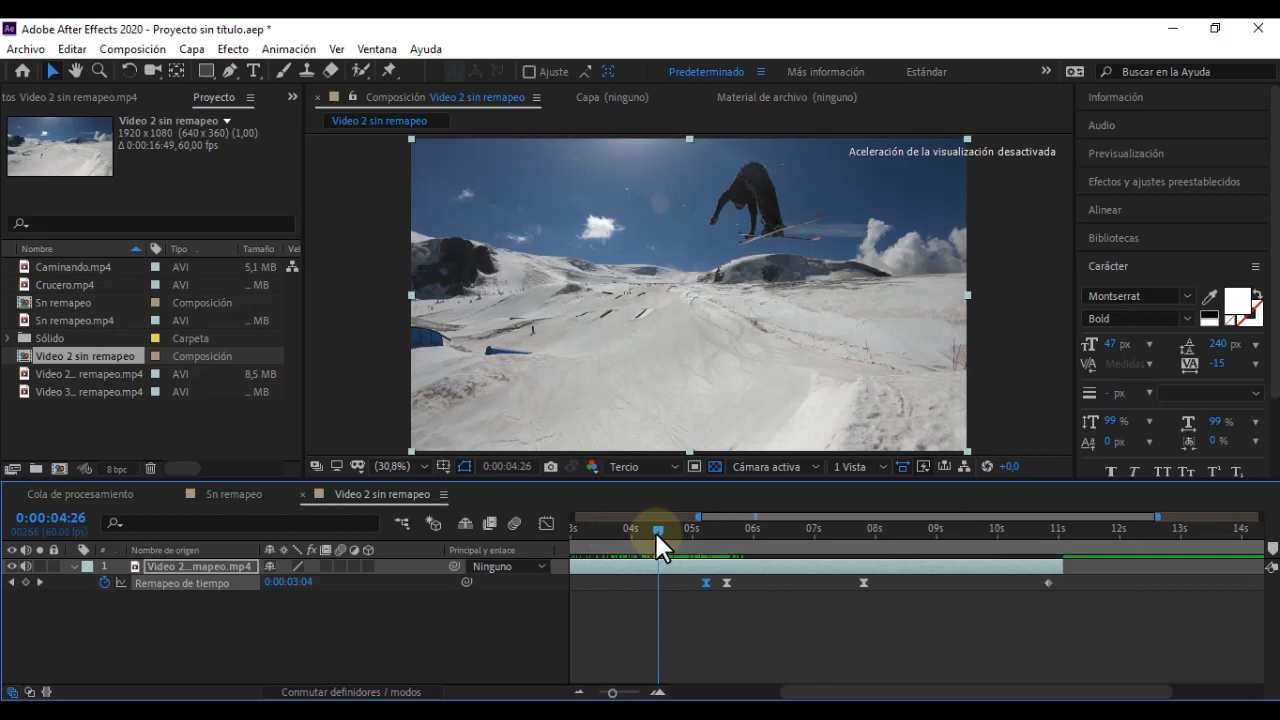 Ae Adobe After Effects 2020 - Proyecto sin título.aep *
Archivo Editar Composición Capa Efecto Animación Ver Ventana Ayuda
Ajuste Predeterminado Más información Estándar Buscar en la Ayuda
tos Video 2 sin remapeo.mp4 Proyecto
Composición Video 2 sin remapeo Capa (ninguno) Material de archivo (ninguno)
Video 2 sin remapeo
Video 2 sin remapeo
1920 x 1080 (640 x 360) (1,00)
Δ 0:00:16:49, 60,00 fps
Aceleración de la visualización desactivada
Nombre Tipo Tamaño Vel
Caminando.mp4 AVI 5,1 MB
Crucero.mp4 AVI ... MB
Sn remapeo Composición
Sn remapeo.mp4 AVI ... MB
Sólido Carpeta
Video 2 sin remapeo Composición
Video 2... remapeo.mp4 AVI 8,5 MB
Video 3... remapeo.mp4 AVI ... MB
8 bpc
(30,8%) 0:00:04:26 Tercio Cámara activa 1 Vista +0,0
Información
Audio
Previsualización
Efectos y ajustes preestablecidos
Alinear
Bibliotecas
Carácter
Montserrat
Bold
47 px 240 px
Medidas -15
- px
99 % 99 %
0 px 0 %
T T TT Tt T¹ T₁
Cola de procesamiento Sn remapeo Video 2 sin remapeo
0:00:04:26
00266 (60,00 fps)
3s 04s 05s 06s 07s 08s 09s 10s 11s 12s 13s 14s
# Nombre de origen fx Principal y enlace
1 Video 2...mapeo.mp4 Ninguno
Remapeo de tiempo 0:00:03:04
Conmutar definidores / modos